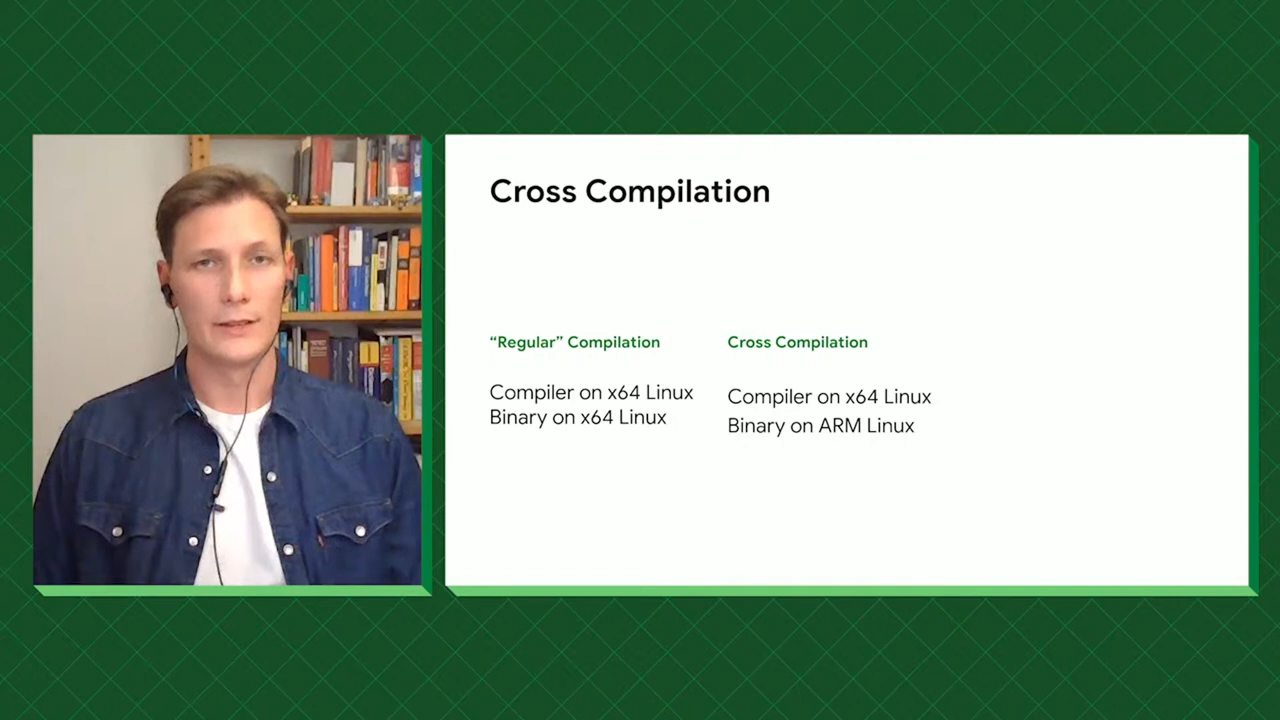 Cross Compilation
“Regular” Compilation
Compiler on x64 Linux
Binary on x64 Linux
Cross Compilation
Compiler on x64 Linux
Binary on ARM Linux